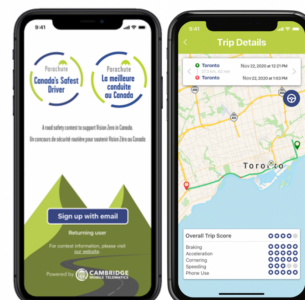 9:41
Parachute
Canada's Safest
Driver
Parachute
La meilleure
conduite
au Canada
A road safety contest to support Vision Zero in Canada.
Un concours de sécurité routière pour soutenir Vision Zéro au Canada.
Sign up with email
Returning user
For contest information, please visit
our website.
Powered by CAMBRIDGE
MOBILE TELEMATICS
9:41
Trip Details
Toronto Nov 22, 2020 at 12:21 PM
Toronto Nov 22, 2020 at 1:03 PM
Toronto
Overall Trip Score
Braking
Acceleration
Cornering
Speeding
Phone Use